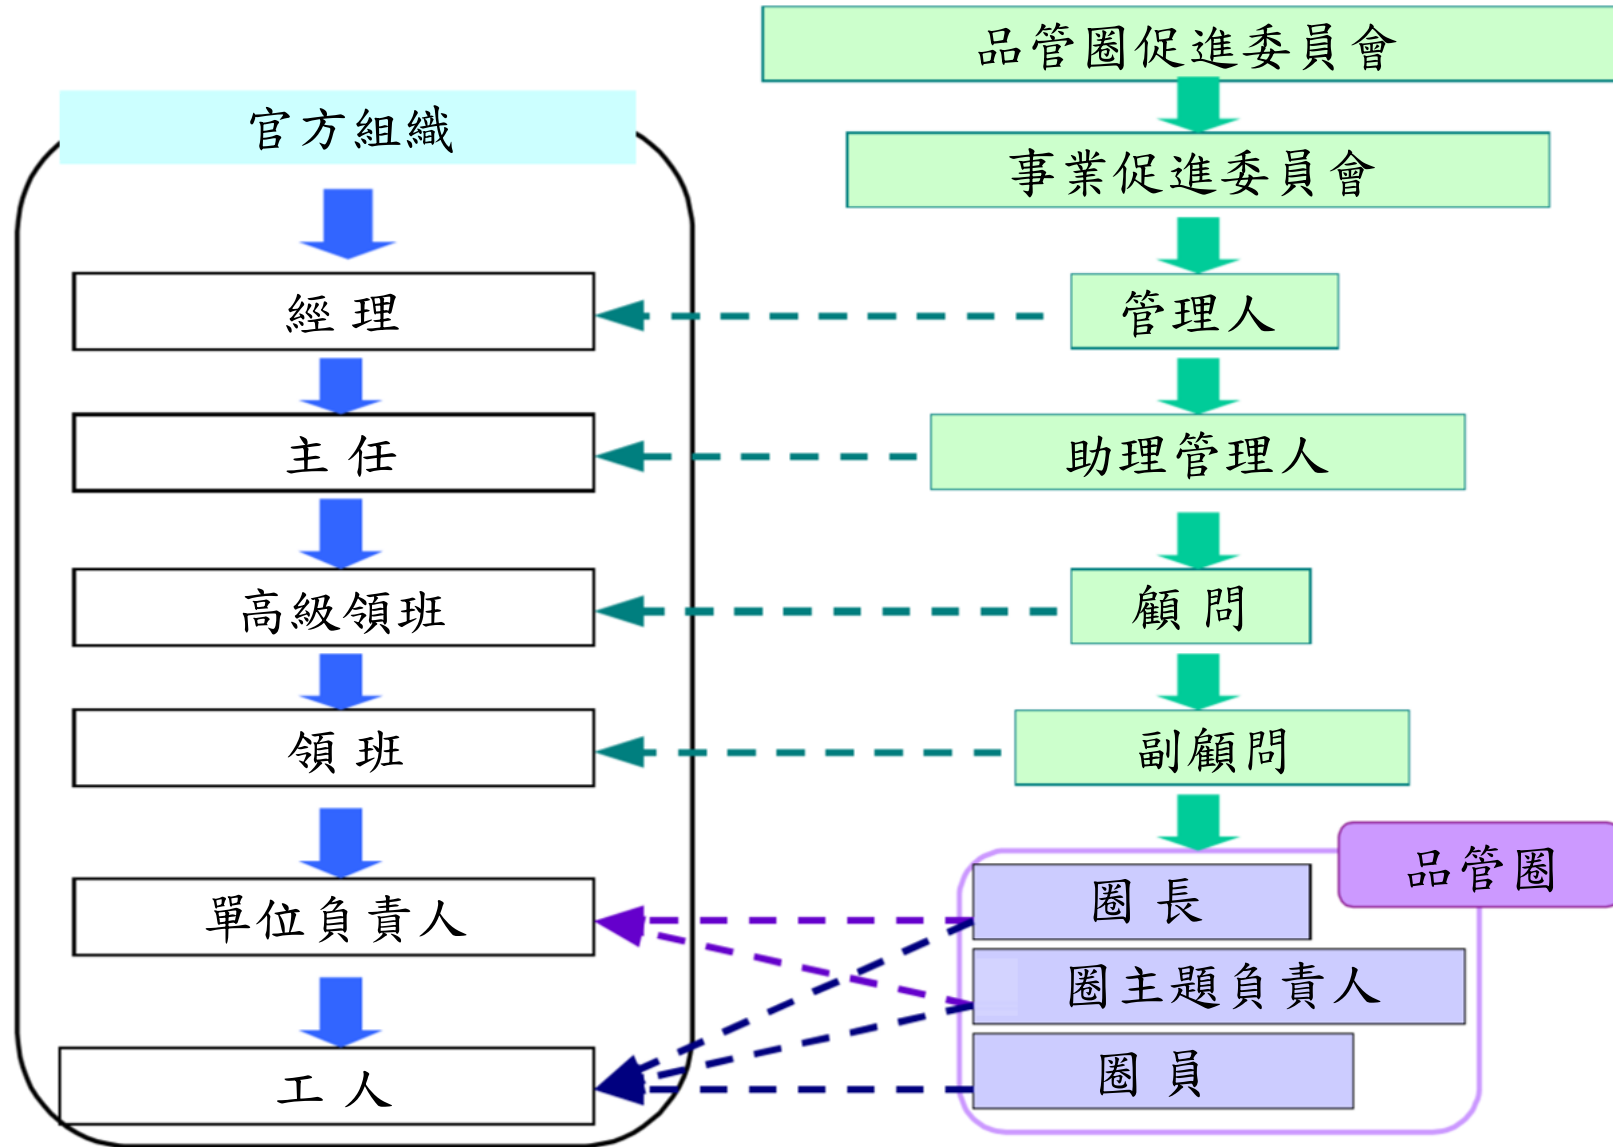 品管圈促進委員會
官方組織
事業促進委員會
經理
管理人
主任
助理管理人
高級領班
顧問
領班
副顧問
品管圈
單位負責人
圈長
圈主題負責人
工人
圈員